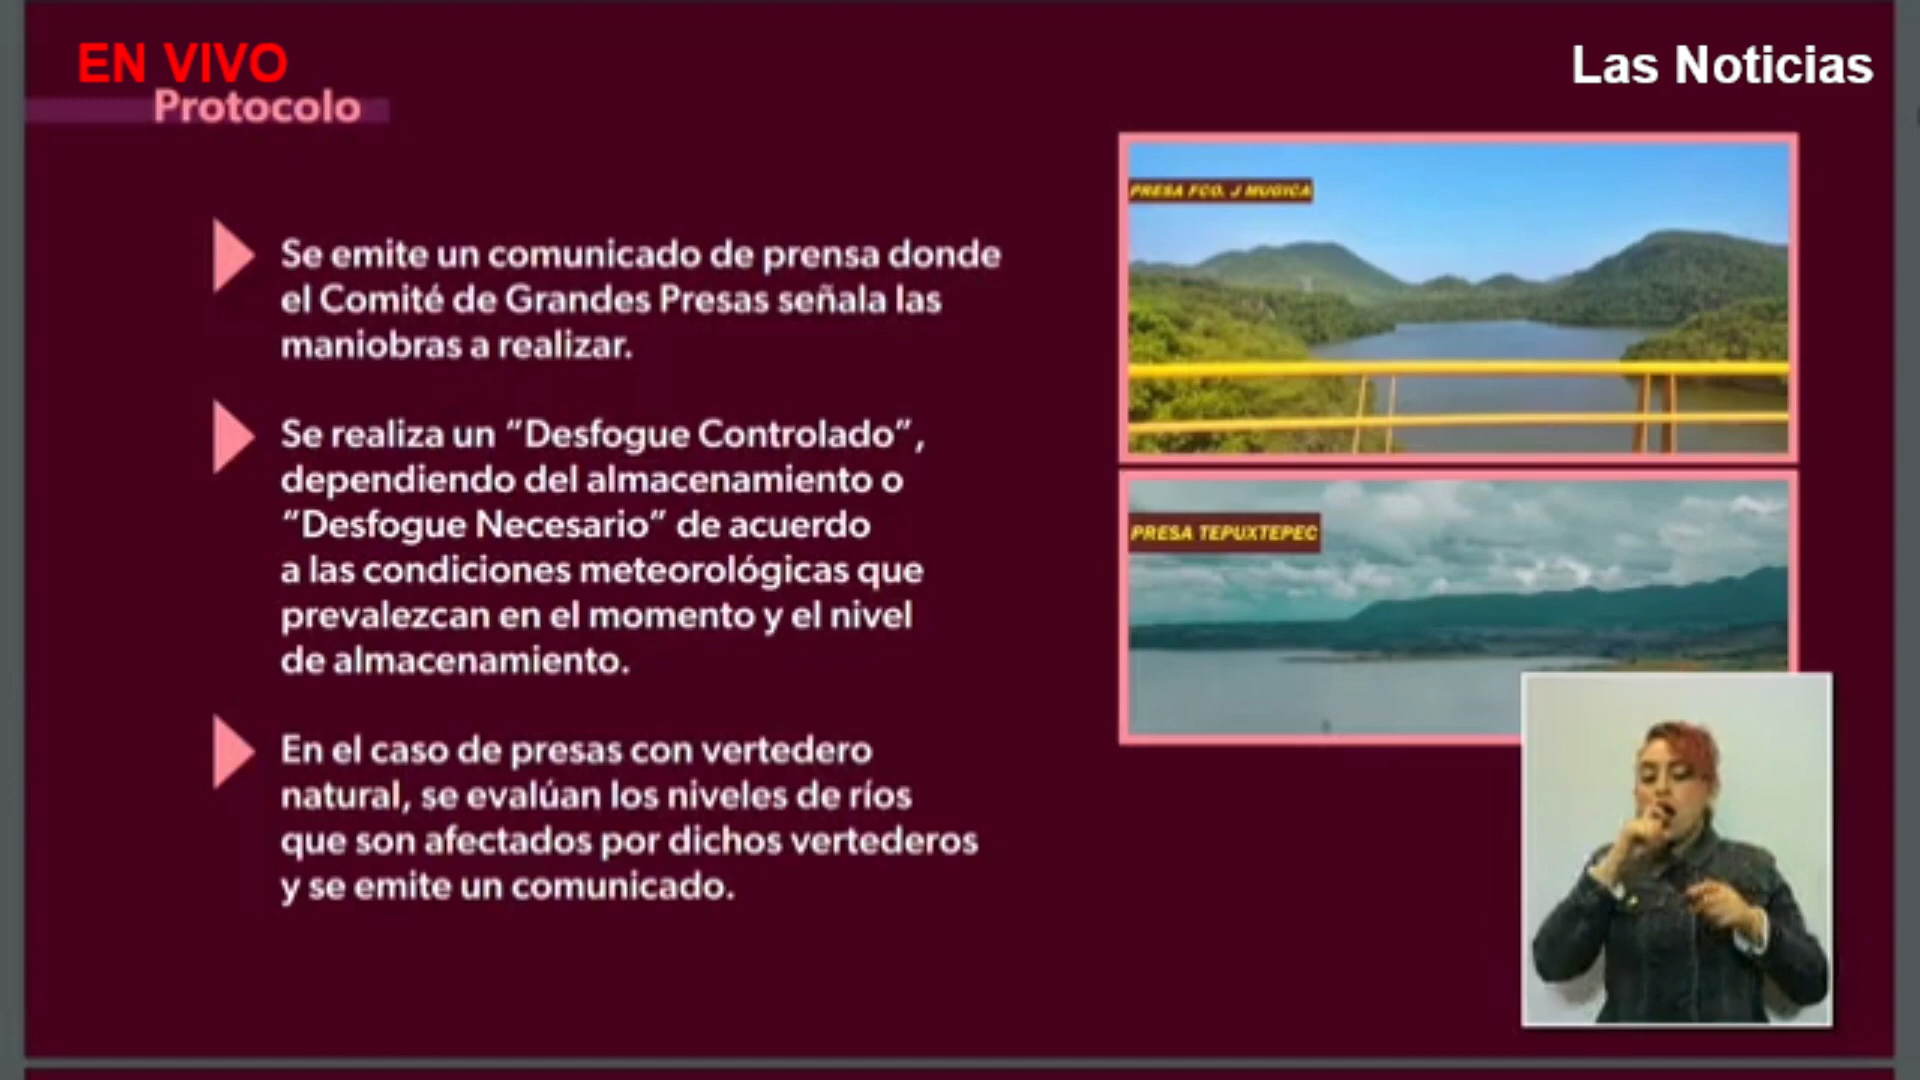 EN VIVO
Las Noticias
Protocolo
Se emite un comunicado de prensa donde
el Comité de Grandes Presas señala las
maniobras a realizar.
Se realiza un “Desfogue Controlado”,
dependiendo del almacenamiento o
“Desfogue Necesario” de acuerdo
a las condiciones meteorológicas que
prevalezcan en el momento y el nivel
de almacenamiento.
En el caso de presas con vertedero
natural, se evalúan los niveles de ríos
que son afectados por dichos vertederos
y se emite un comunicado.
PRESA FCO. J MUGICA
PRESA TEPUXTEPEC